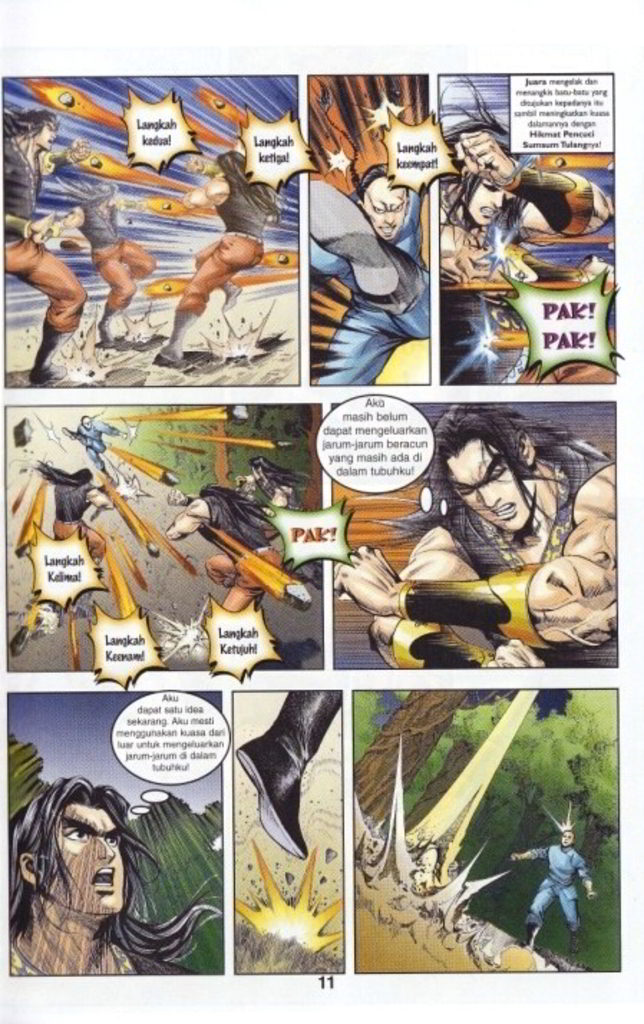 Langkah
kedua!
Langkah
ketiga!
Langkah
keempat!
Juara mengelak dan
menangkis batu-batu yang
ditujukan kepadanya itu
sambil meningkatkan kuasa
dalamannya dengan
Hikmat Pencuci
Sumsum Tulangnya!
PAK!
PAK!
Langkah
Kelima!
Langkah
Keenam!
Langkah
Ketujuh!
PAK!
Aku
masih belum
dapat mengeluarkan
jarum-jarum beracun
yang masih ada di
dalam tubuhku!
Aku
dapat satu idea
sekarang. Aku mesti
menggunakan kuasa dari
luar untuk mengeluarkan
jarum-jarum di
tubuhku!
11